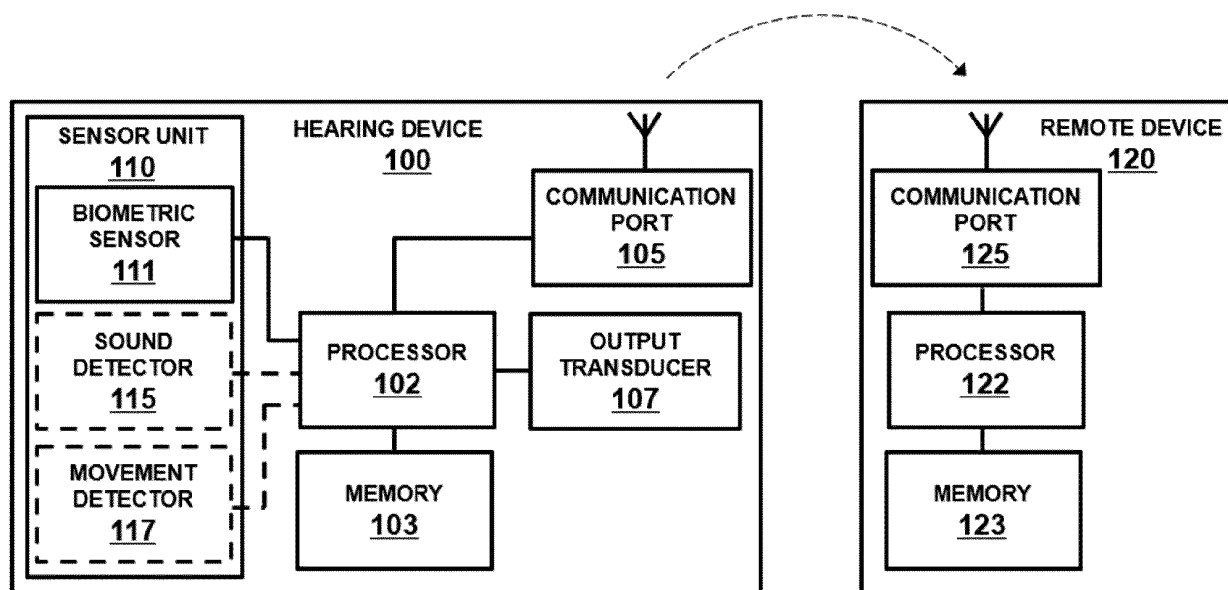 HEARING DEVICE
100
SENSOR UNIT
110
BIOMETRIC
SENSOR
111
SOUND
DETECTOR
115
MOVEMENT
DETECTOR
117
PROCESSOR
102
MEMORY
103
COMMUNICATION
PORT
105
OUTPUT
TRANSDUCER
107
REMOTE DEVICE
120
COMMUNICATION
PORT
125
PROCESSOR
122
MEMORY
123